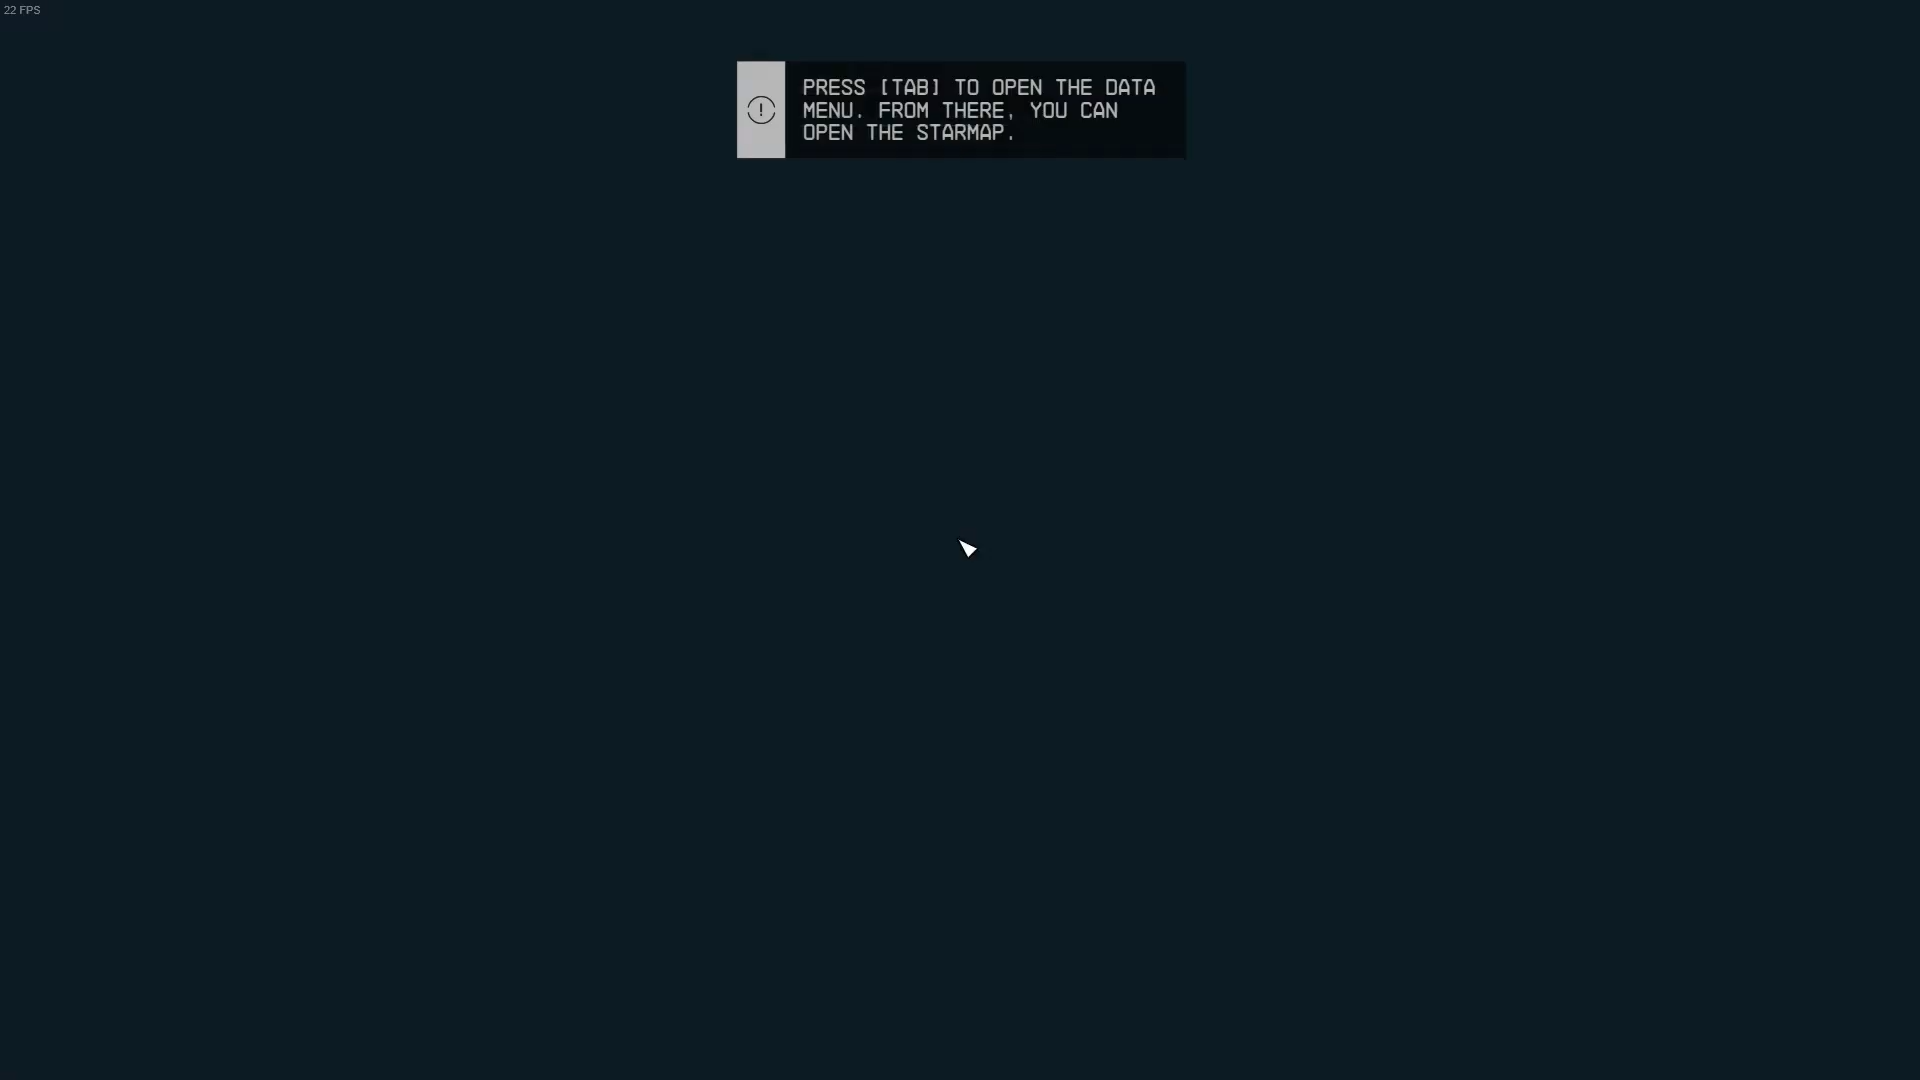 22 FPS
PRESS [TAB] TO OPEN THE DATA
MENU. FROM THERE, YOU CAN
OPEN THE STARMAP.